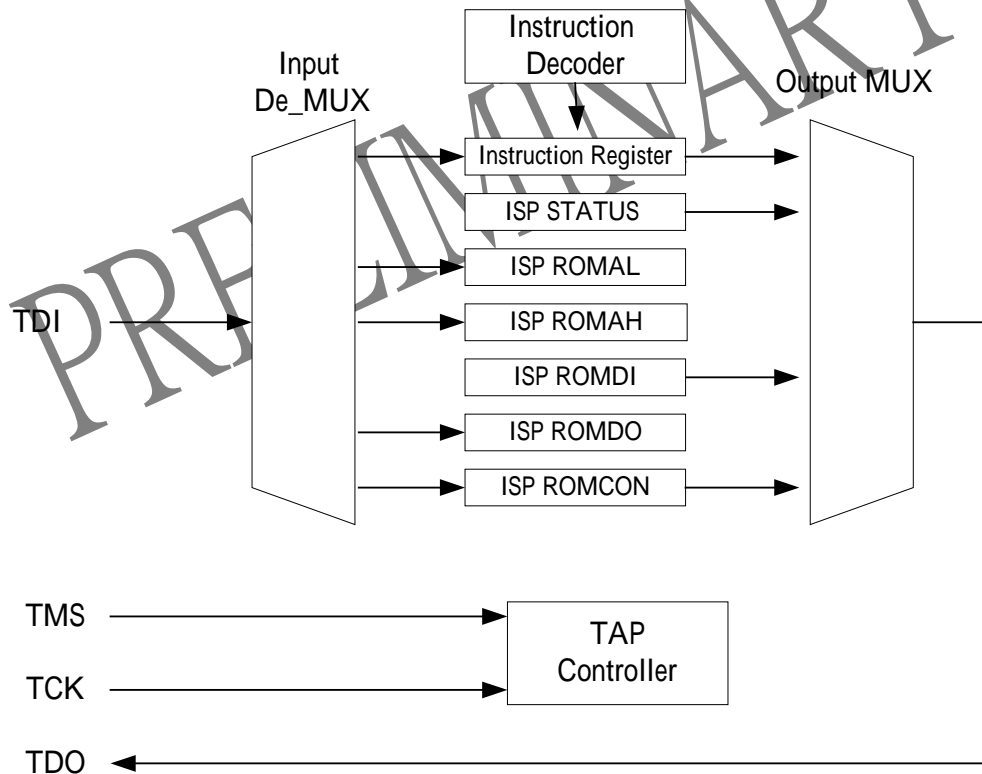 Instruction
Decoder
Input
De_MUX
Output MUX
Instruction Register
ISP STATUS
ISP ROMAL
TDI
ISP ROMAH
ISP ROMDI
ISP ROMDO
ISP ROMCON
TMS
TAP
Controller
TCK
TDO
PRELIMINARY